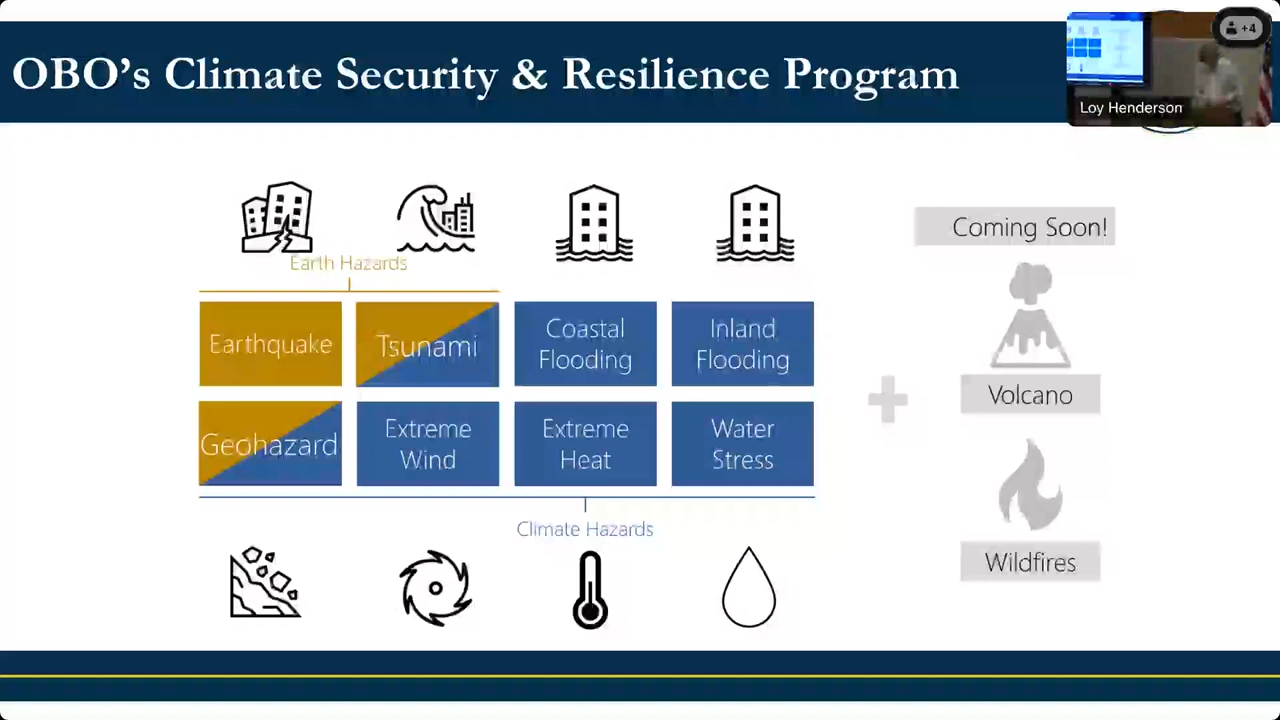 OBO's Climate Security & Resilience Program
+4
Loy Henderson
Coming Soon!
Earth Hazards
Earthquake
Tsunami
Coastal
Flooding
Inland
Flooding
Geohazard
Extreme
Wind
Extreme
Heat
Water
Stress
Climate Hazards
Volcano
Wildfires